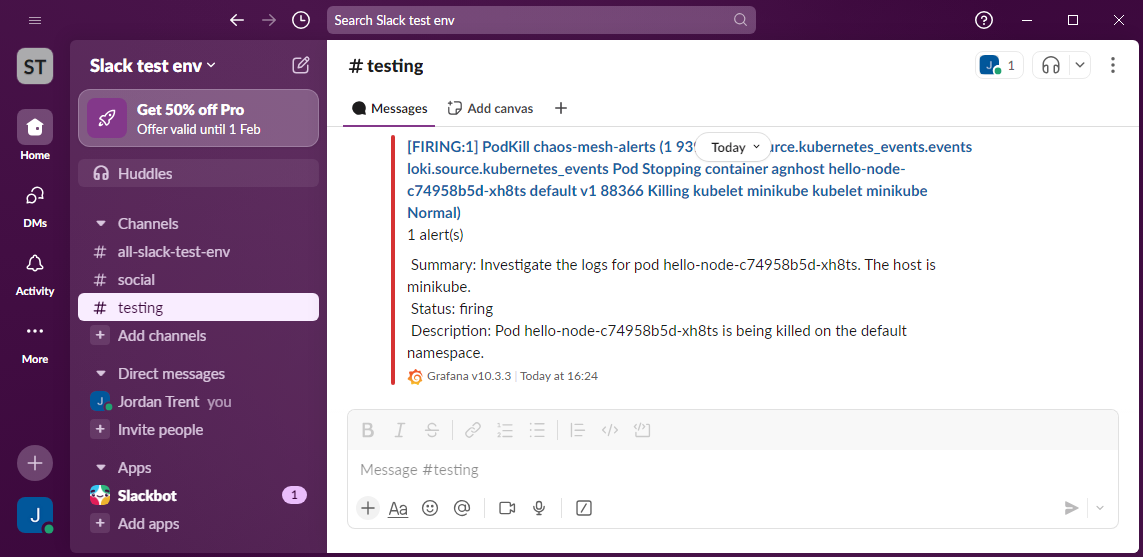 Search Slack test env
ST
Home
DMs
Activity
More
J
Slack test env
Get 50% off Pro
Offer valid until 1 Feb
Huddles
Channels
# all-slack-test-env
# social
# testing
+ Add channels
Direct messages
J Jordan Trent you
+ Invite people
Apps
Slackbot 1
+ Add apps
# testing
J 1
Messages Add canvas +
[FIRING:1] PodKill chaos-mesh-alerts (1 Today urce.kubernetes_events.events
loki.source.kubernetes_events Pod Stopping container agnhost hello-node-
c74958b5d-xh8ts default v1 88366 Killing kubelet minikube kubelet minikube
Normal)
1 alert(s)
Summary: Investigate the logs for pod hello-node-c74958b5d-xh8ts. The host is
minikube.
Status: firing
Description: Pod hello-node-c74958b5d-xh8ts is being killed on the default
namespace.
Grafana v10.3.3 | Today at 16:24
B I S
Message #testing
+ Aa @